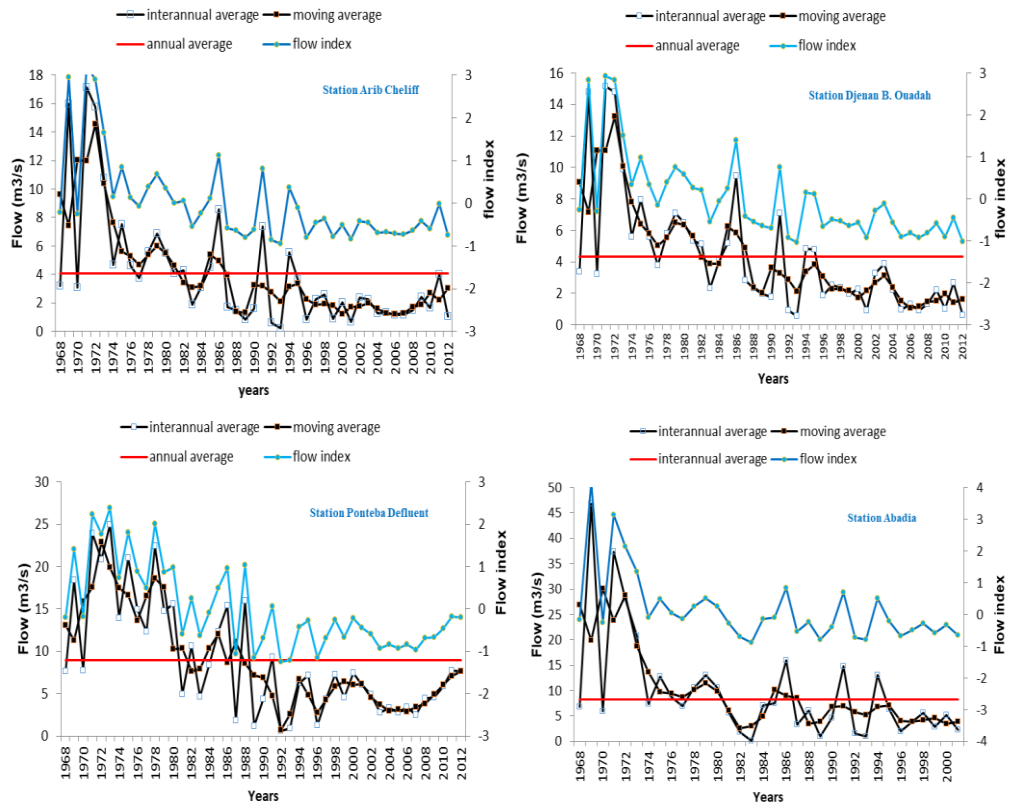 interannual average moving average
annual average flow index
Station Arib Cheliff
Flow (m3/s)
flow index
18
16
14
12
10
8
6
4
2
0
3
2
1
0
-1
-2
-3
1968 1970 1972 1974 1976 1978 1980 1982 1984 1986 1988 1990 1992 1994 1996 1998 2000 2002 2004 2006 2008 2010 2012
years
interannual average moving average
annual average flow index
Station Djenan B. Ouadah
Flow (m3/s)
flow index
16
14
12
10
8
6
4
2
0
3
2
1
0
-1
-2
-3
1968 1970 1972 1974 1976 1978 1980 1982 1984 1986 1988 1990 1992 1994 1996 1998 2000 2002 2004 2006 2008 2010 2012
Years
interannual average moving average
annual average flow index
Station Ponteba Defluent
Flow (m3/s)
flow index
30
25
20
15
10
5
0
3
2
1
0
-1
-2
-3
1968 1970 1972 1974 1976 1978 1980 1982 1984 1986 1988 1990 1992 1994 1996 1998 2000 2002 2004 2006 2008 2010 2012
Years
interannual average moving average
interannual average flow index
Station Abadia
Flow (m3/s)
flow index
50
45
40
35
30
25
20
15
10
5
0
4
3
2
1
0
-1
-2
-3
-4
1968 1970 1972 1974 1976 1978 1980 1982 1984 1986 1988 1990 1992 1994 1996 1998 2000
Years